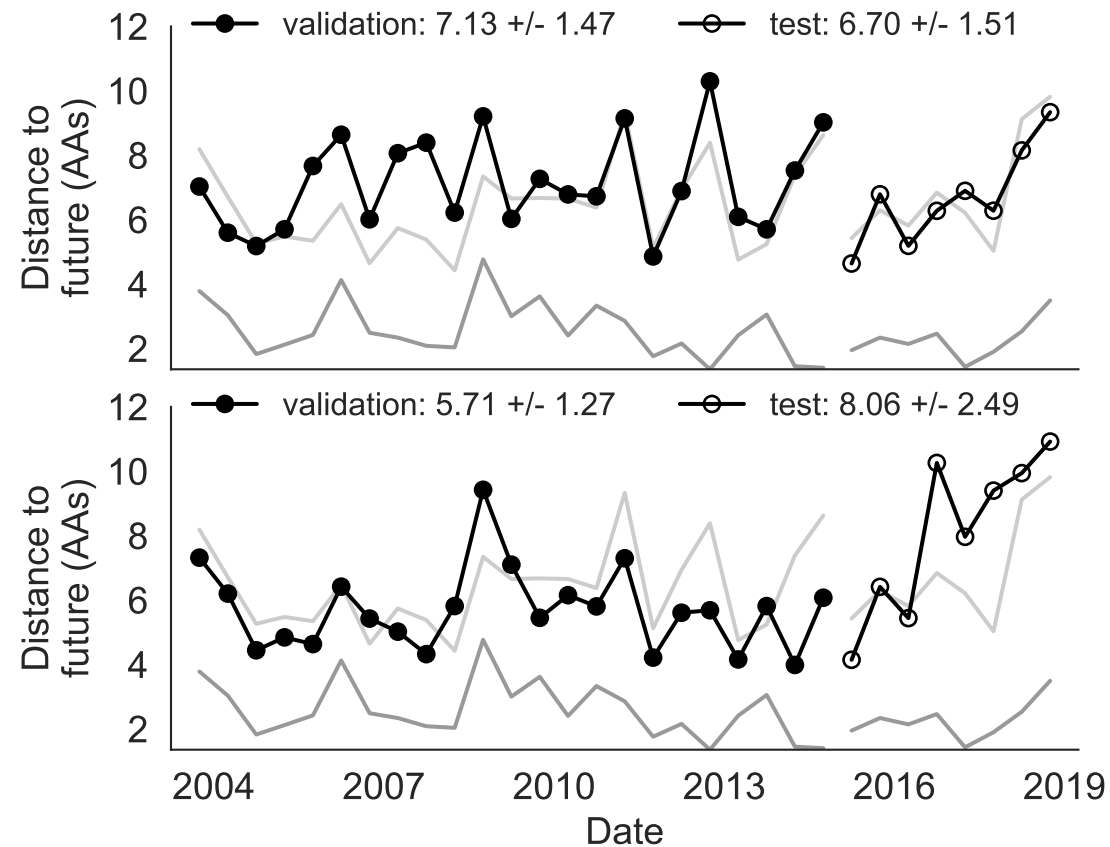 validation: 7.13 +/- 1.47
test: 6.70 +/- 1.51
12
10
8
6
4
2
Distance to
future (AAs)
validation: 5.71 +/- 1.27
test: 8.06 +/- 2.49
12
10
8
6
4
2
Distance to
future (AAs)
2004 2007 2010 2013 2016 2019
Date